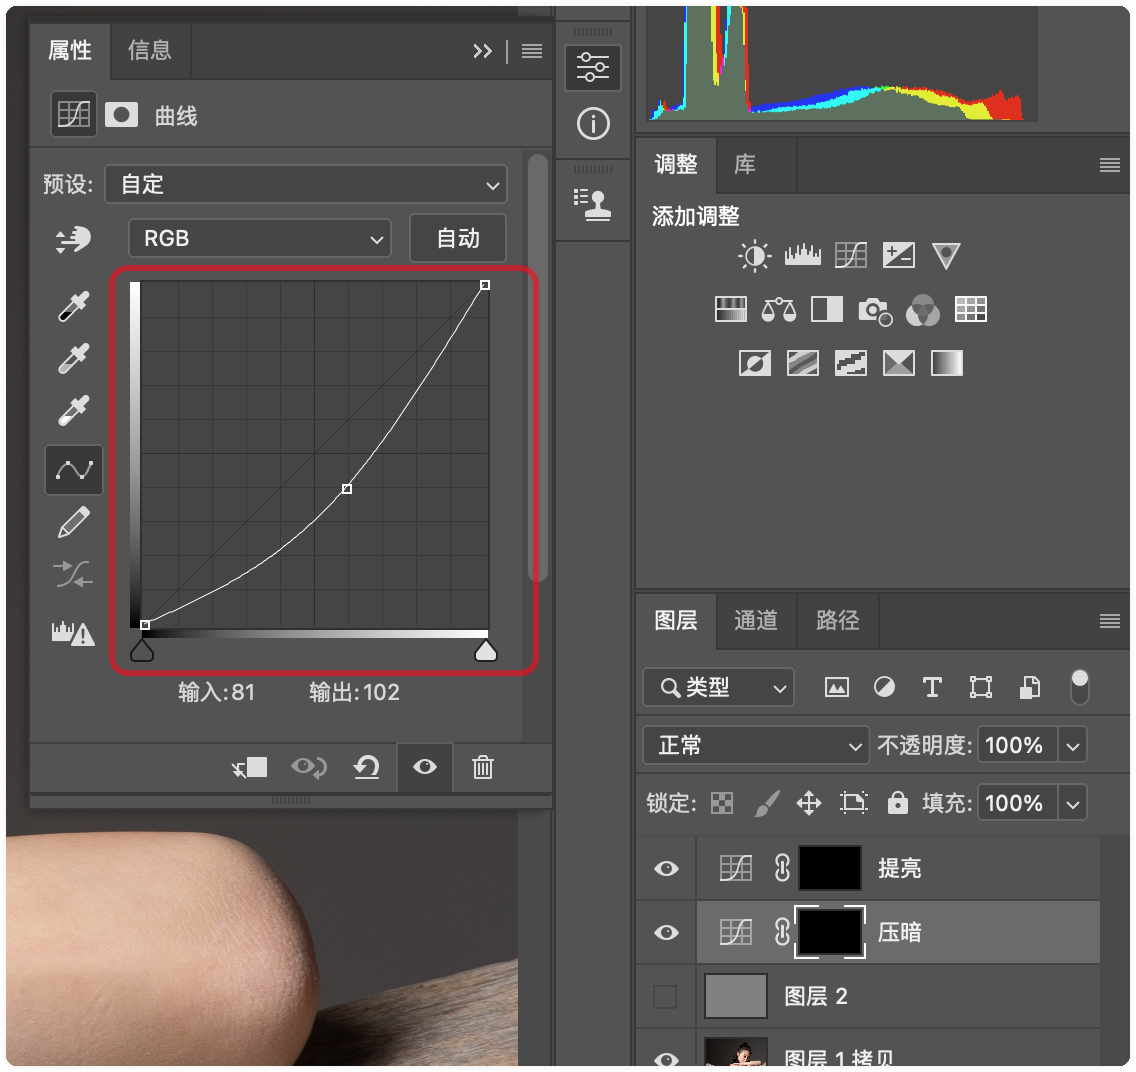 属性
信息
曲线
预设:
自定
RGB
自动
输入:81
输出:102
调整
库
添加调整
图层
通道
路径
类型
正常
不透明度:
100%
锁定:
填充:
100%
提亮
压暗
图层 2
图层 1 拷贝